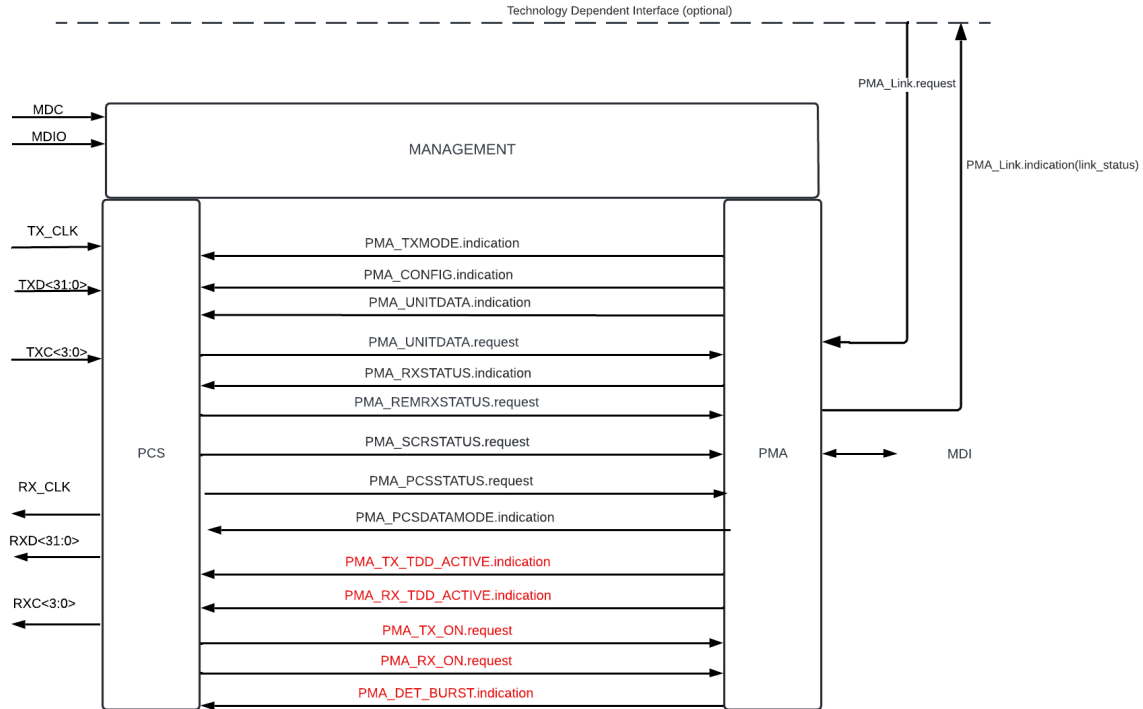 Technology Dependent Interface (optional)
PMA_Link.request
MDC
MDIO
MANAGEMENT
PMA_Link.indication(link_status)
TX_CLK
PMA_TXMODE.indication
PMA_CONFIG.indication
TXD<31:0>
PMA_UNITDATA.indication
PMA_UNITDATA.request
TXC<3:0>
PMA_RXSTATUS.indication
PMA_REMRXSTATUS.request
PMA_SCRSTATUS.request
PCS
PMA
MDI
PMA_PCSSTATUS.request
RX_CLK
PMA_PCSDATAMODE.indication
RXD<31:0>
PMA_TX_TDD_ACTIVE.indication
PMA_RX_TDD_ACTIVE.indication
RXC<3:0>
PMA_TX_ON.request
PMA_RX_ON.request
PMA_DET_BURST.indication